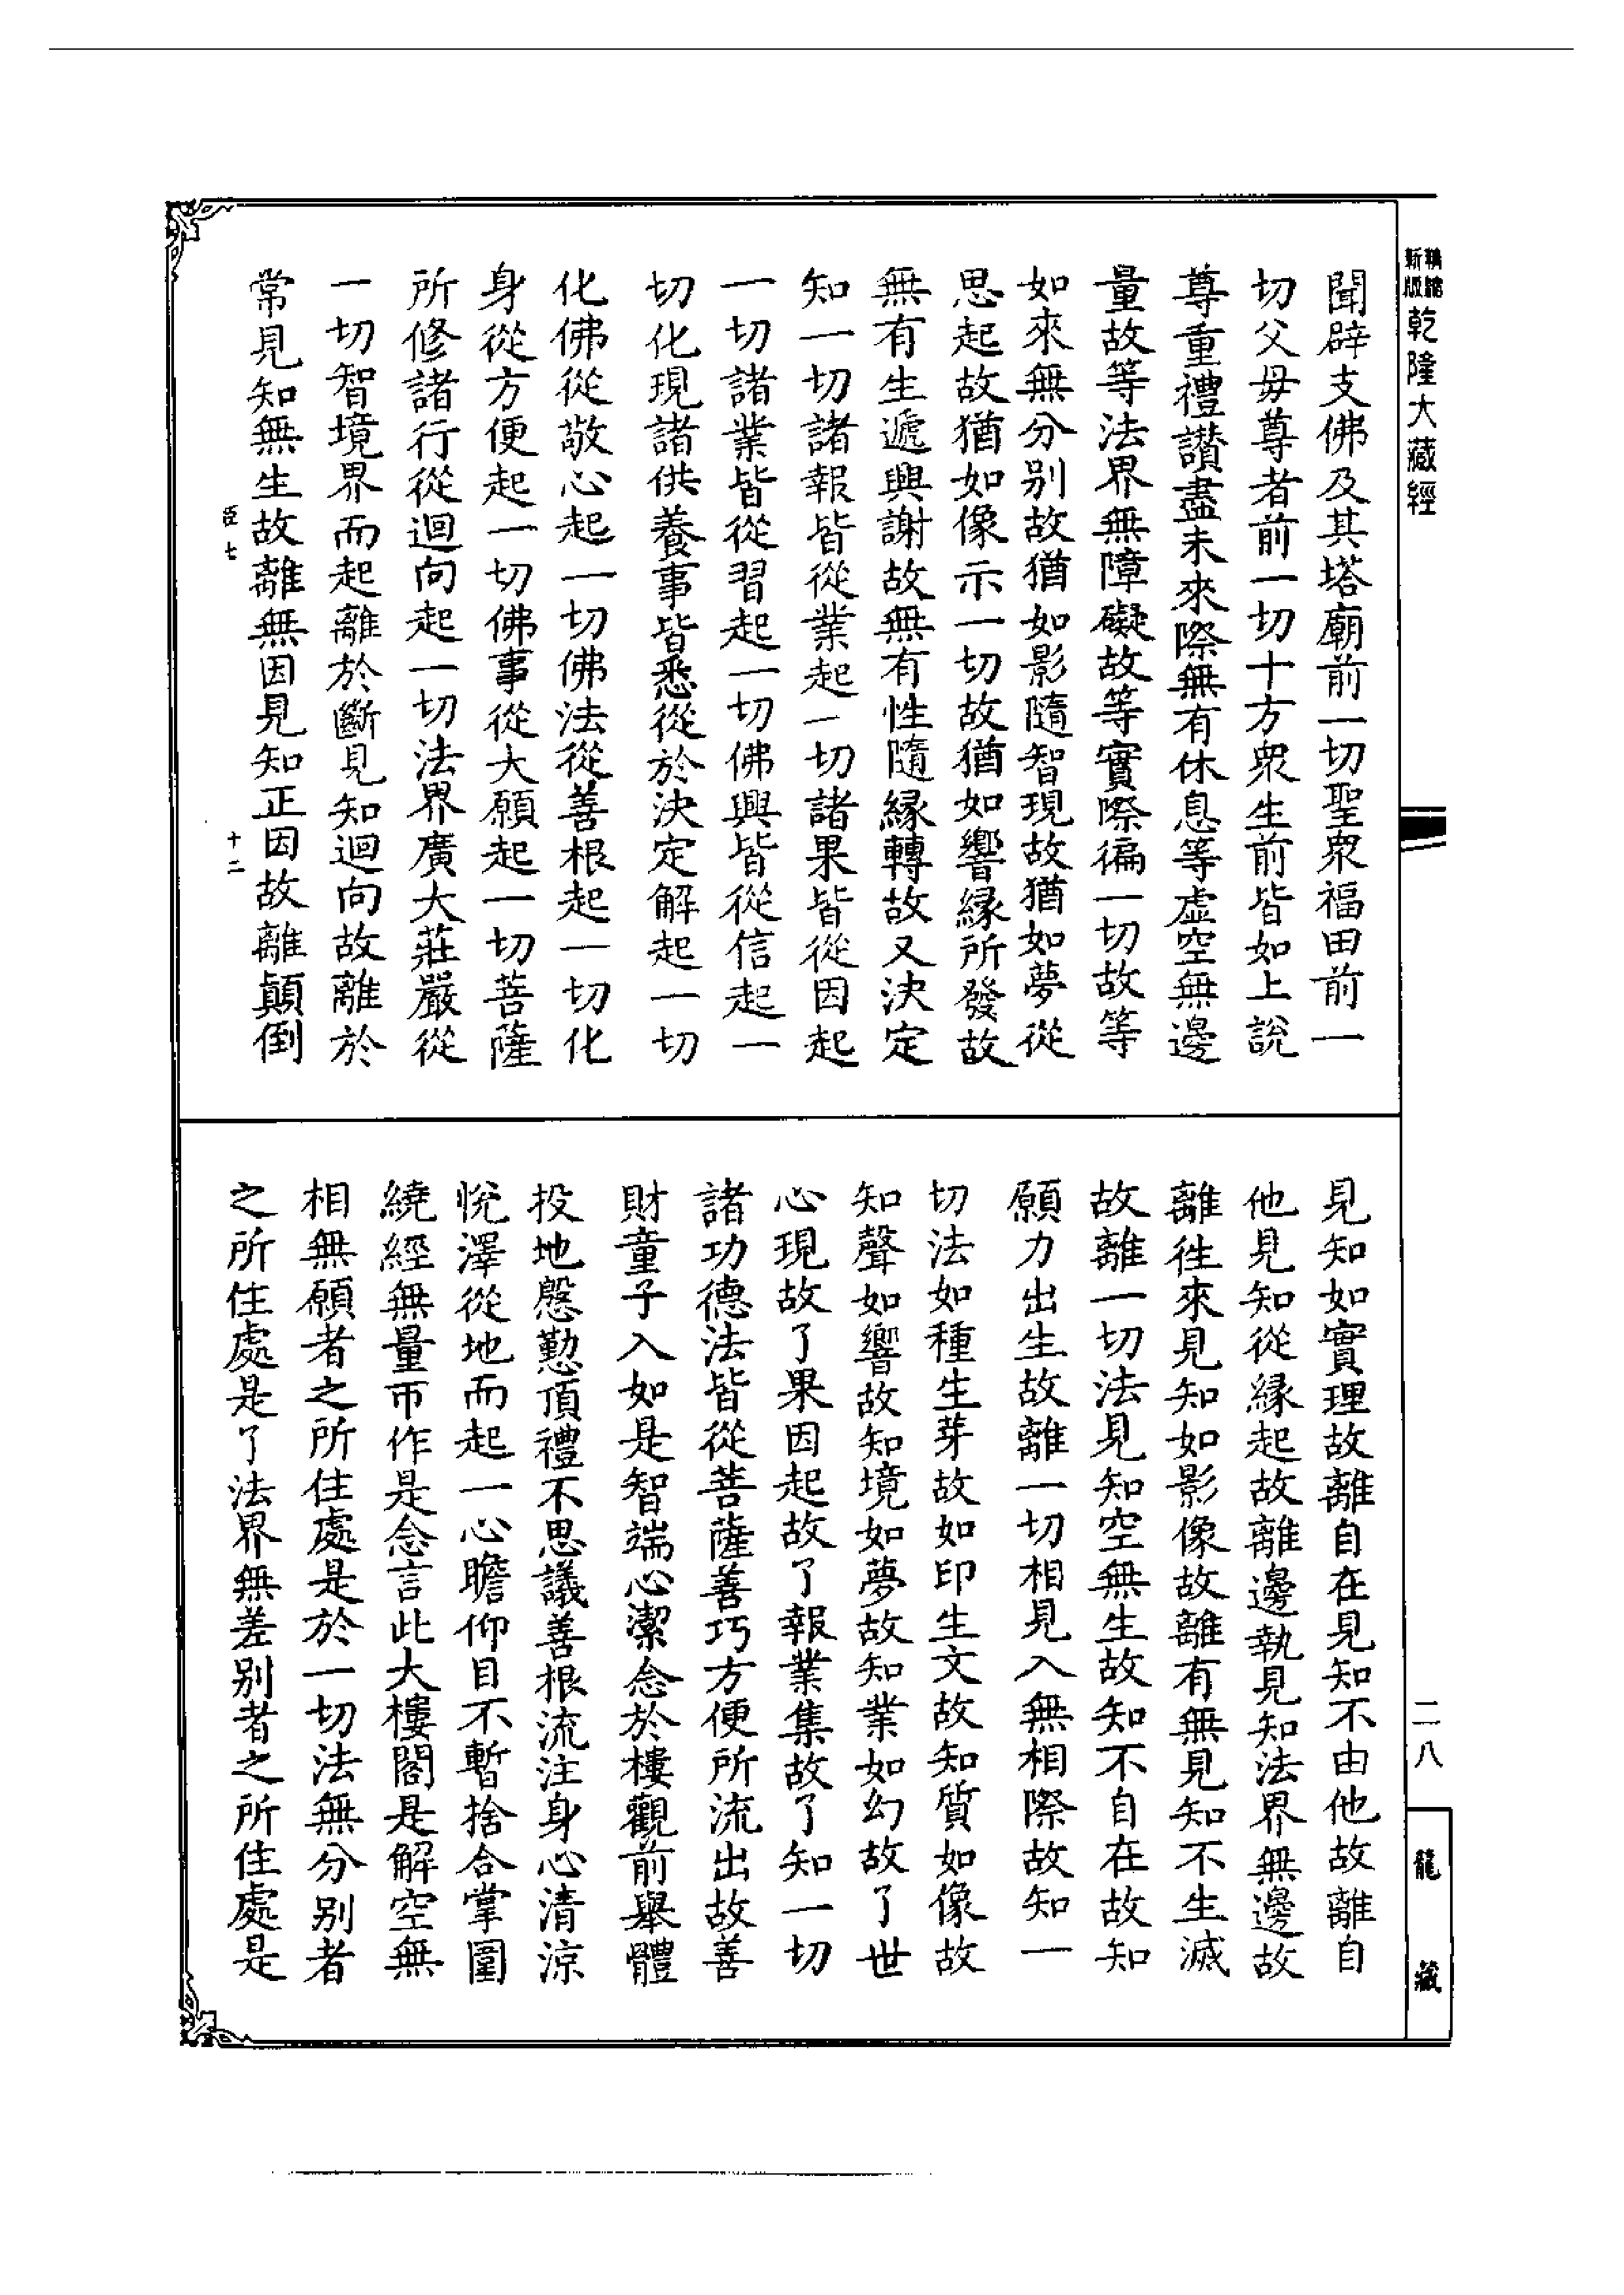 新精
版縮
乾隆大藏經
聞辟支佛及其塔廟前一切聖眾福田前一
切父母尊者前一切十方眾生前皆如上說
尊重禮讚盡未來際無有休息等虛空無邊
量故等法界無障礙故等實際徧一切故等
如來無分別故猶如影隨智現故猶如夢從
思起故猶如像示一切故猶如響緣所發故
無有生遞興謝故無有性隨緣轉故又決定
知一切諸報皆從業起一切諸果皆從因起
一切諸業皆從習起一切佛興皆從信起一
切化現諸供養事皆悉從於決定解起一切
化佛從敬心起一切佛法從善根起一切化
身從方便起一切佛事從大願起一切菩薩
所修諸行從迴向起一切法界廣大莊嚴從
一切智境界而起離於斷見知迴向故離於
常見知無生故離無因見知正因故離顛倒
臣七
十二
見知如實理故離自在見知不由他故離自
他見知從緣起故離邊執見知法界無邊故
離徃來見知如影像故離有無見知不生滅
故離一切法見知空無生故知不自在故知
願力出生故離一切相見入無相際故知一
切法如種生芽故如印生文故知質如像故
知聲如響故知境如夢故知業如幻故了世
心現故了果因起故了報業集故了知一切
諸功德法皆從菩薩善巧方便所流出故善
財童子入如是智端心潔念於樓觀前舉體
投地慇懃頂禮不思議善根流注身心清涼
悅澤從地而起一心瞻仰目不暫捨合掌圍
繞經無量帀作是念言此大樓閣是解空無
相無願者之所住處是於一切法無分別者
之所住處是了法界無差別者之所住處是
二八
龍藏